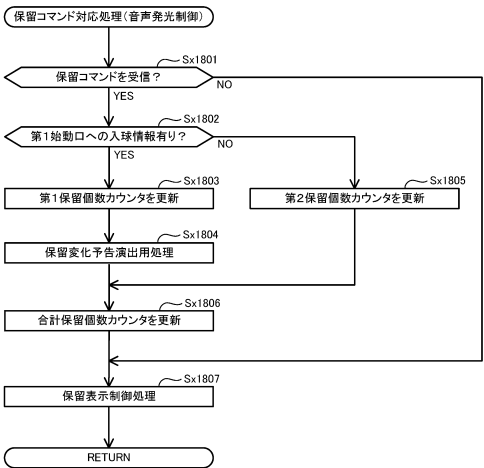 保留コマンド対応処理(音声発光制御)
Sx1801
保留コマンドを受信?
NO
YES
Sx1802
第1始動口への入球情報有り?
NO
YES
Sx1803
第1保留個数カウンタを更新
Sx1805
第2保留個数カウンタを更新
Sx1804
保留変化予告演出用処理
Sx1806
合計保留個数カウンタを更新
Sx1807
保留表示制御処理
RETURN